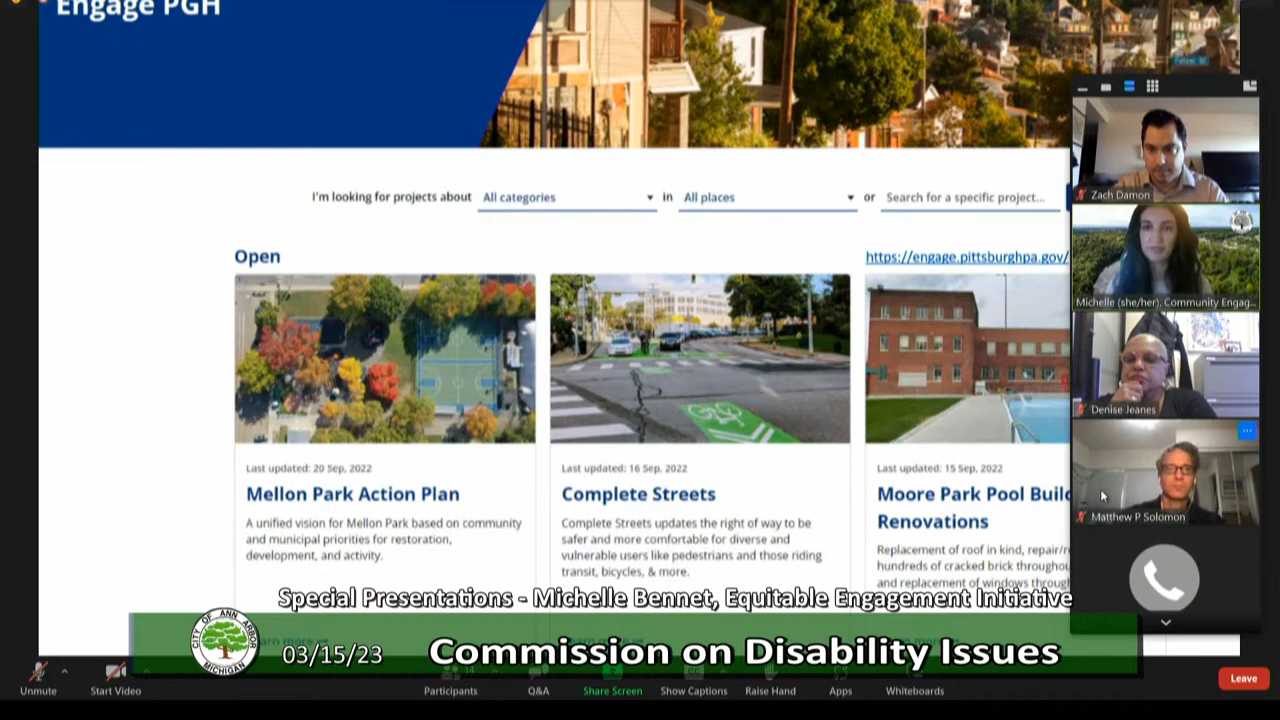 Engage PGH
I'm looking for projects about All categories in All places or Search for a specific project...
Open
https://engage.pittsburghpa.gov/
Last updated: 20 Sep, 2022
Mellon Park Action Plan
A unified vision for Mellon Park based on community
and municipal priorities for restoration,
development, and activity.
Last updated: 16 Sep, 2022
Complete Streets
Complete Streets updates the right of way to be
safer and more comfortable for diverse and
vulnerable users like pedestrians and those riding
transit, bicycles, & more.
Last updated: 15 Sep, 2022
Moore Park Pool
Renovations
Replacement of roof in kind,
hundreds of cracked brick
and replacement of windows
Zach Damon
Michelle (she/her), Community Engag...
Denise Jeanes
Matthew P Solomon
Special Presentations - Michelle Bennet, Equitable Engagement Initiative
CITY OF ANN ARBOR
MICHIGAN
03/15/23
Commission on Disability Issues
Unmute
Start Video
Participants
Q&A
Share Screen
Show Captions
Raise Hand
Apps
Whiteboards
Leave